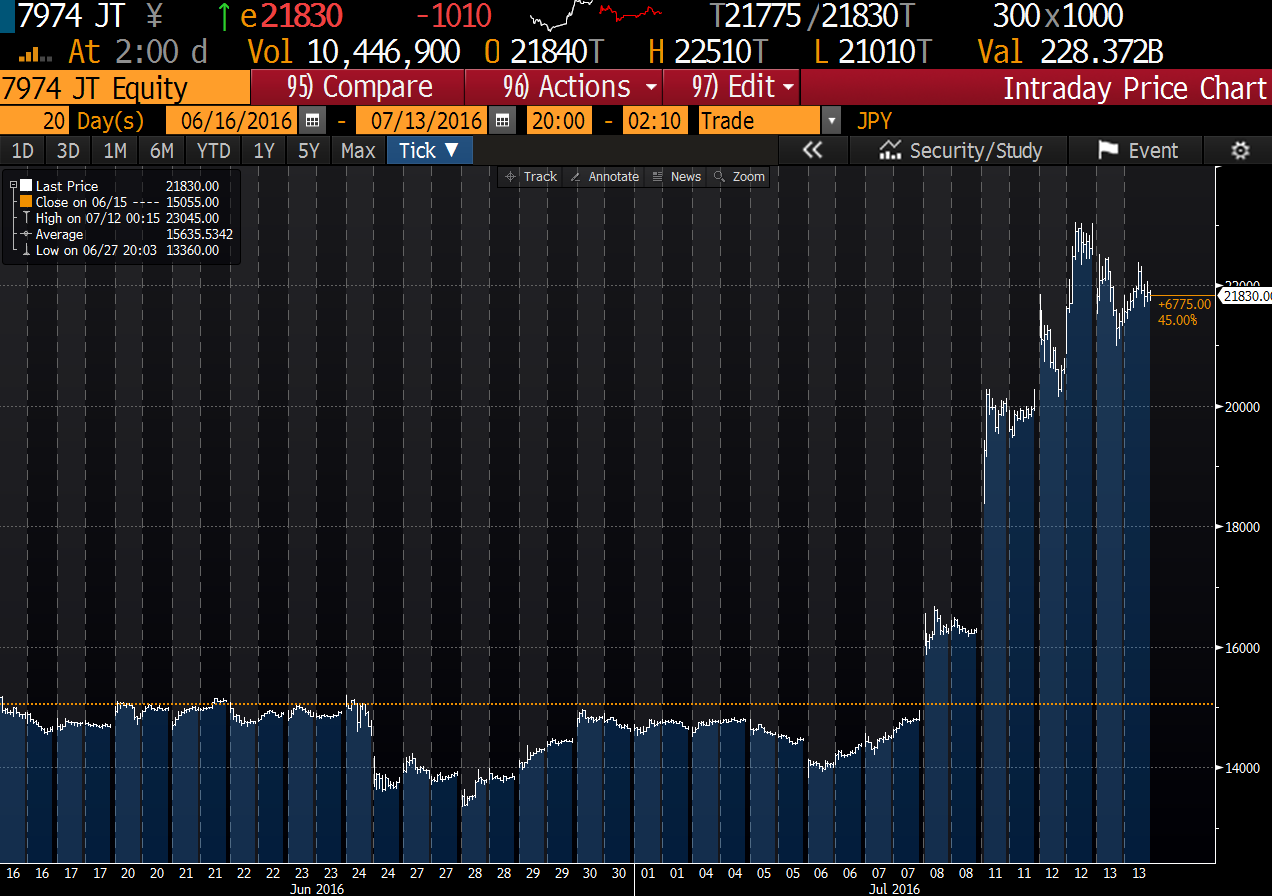 7974 JT ¥ ↑ e21830 -1010 T21775 /21830T 300x1000
At 2:00 d Vol 10,446,900 O 21840T H 22510T L 21010T Val 228.372B
7974 JT Equity 95) Compare 96) Actions 97) Edit Intraday Price Chart
20 Day(s) 06/16/2016 - 07/13/2016 20:00 - 02:10 Trade JPY
1D 3D 1M 6M YTD 1Y 5Y Max Tick ▼ « Security/Study Event
Track Annotate News Zoom
Last Price 21830.00
Close on 06/15 ---- 15055.00
High on 07/12 00:15 23045.00
Average 15635.5342
Low on 06/27 20:03 13360.00
22000
21830.00
+6775.00
45.00%
20000
18000
16000
14000
16 16 17 17 20 20 21 21 22 22 23 23 24 24 27 27 28 28 29 29 30 30 01 01 04 04 05 05 06 06 07 07 08 08 11 11 12 12 13 13
Jun 2016 Jul 2016